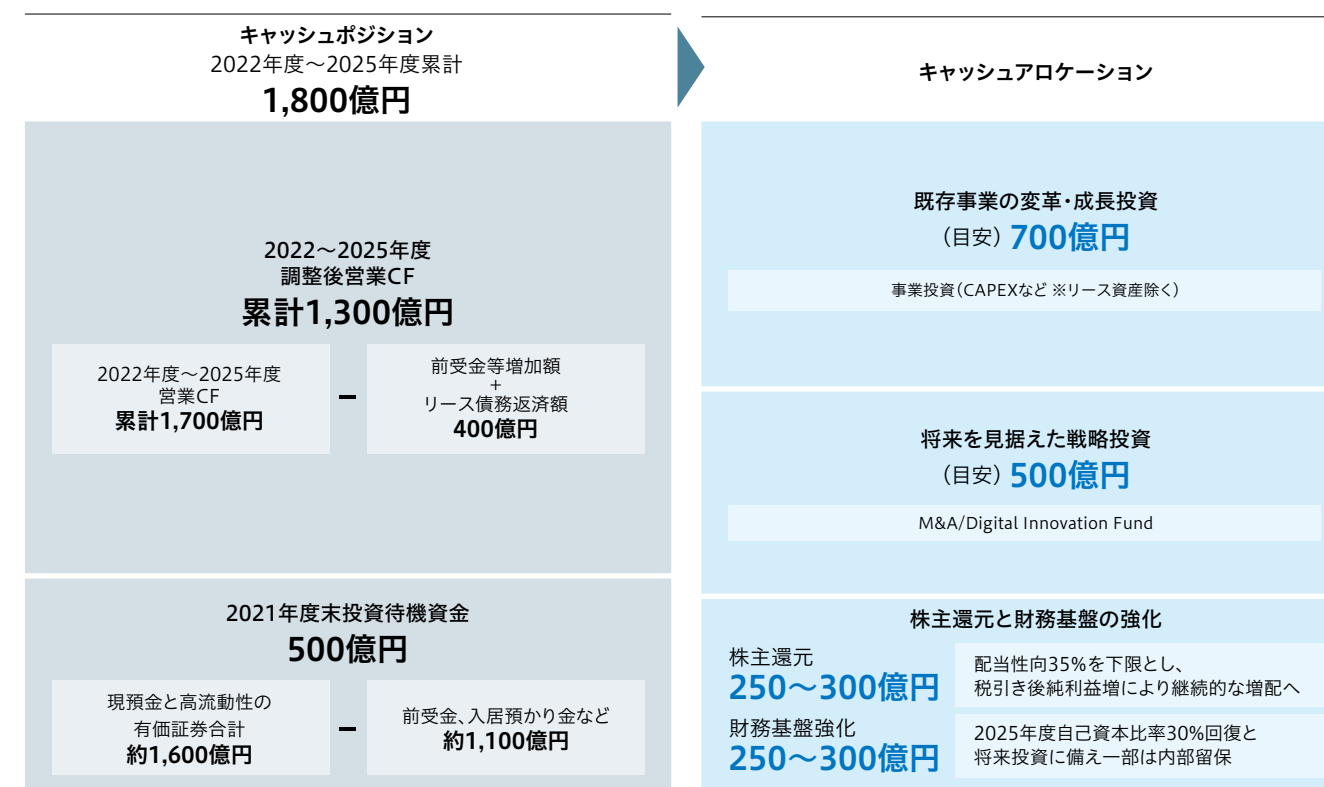 キャッシュポジション
2022年度～2025年度累計
1,800億円
2022～2025年度
調整後営業CF
累計1,300億円
2022年度～2025年度
営業CF
累計1,700億円
－
前受金等増加額
+
リース債務返済額
400億円
2021年度末投資待機資金
500億円
現預金と高流動性の
有価証券合計
約1,600億円
－
前受金、入居預かり金など
約1,100億円
キャッシュアロケーション
既存事業の変革・成長投資
（目安）700億円
事業投資（CAPEXなど ※リース資産除く）
将来を見据えた戦略投資
（目安）500億円
M&A/Digital Innovation Fund
株主還元と財務基盤の強化
株主還元
250～300億円
配当性向35%を下限とし、
税引き後純利益増により継続的な増配へ
財務基盤強化
250～300億円
2025年度自己資本比率30%回復と
将来投資に備え一部は内部留保